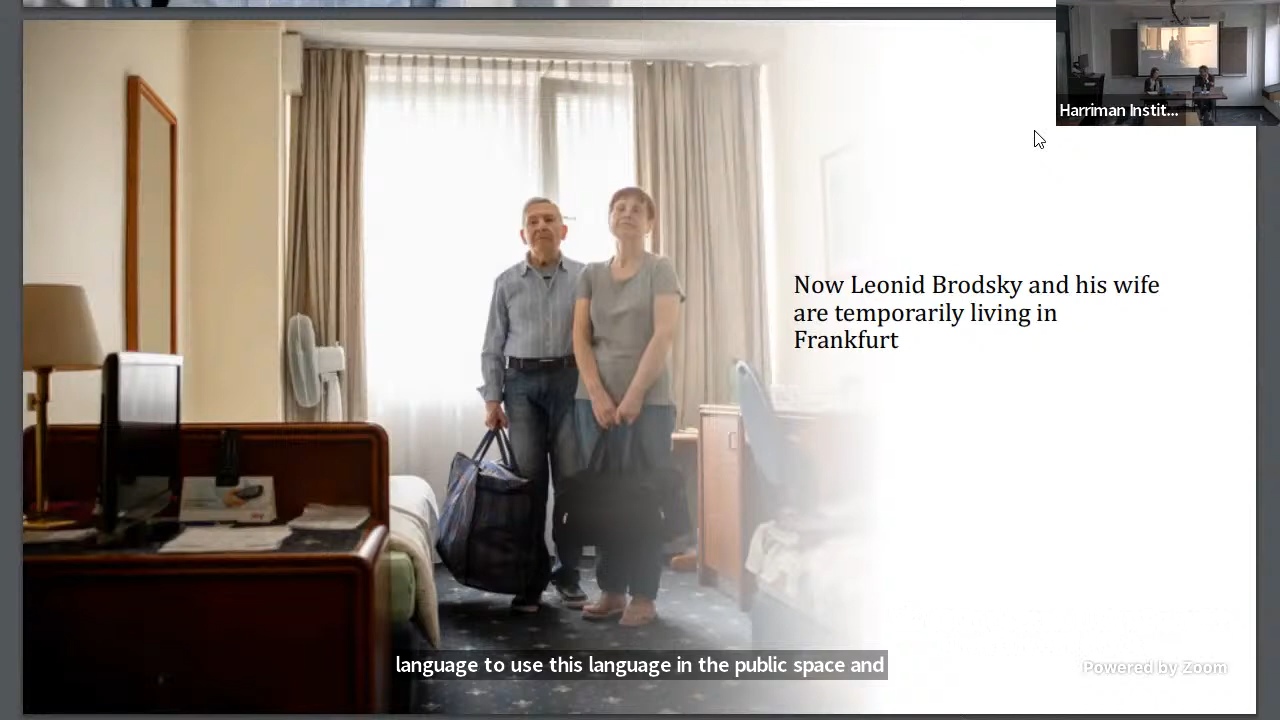 Harriman Instit...
Now Leonid Brodsky and his wife
are temporarily living in
Frankfurt
language to use this language in the public space and
Powered by Zoom